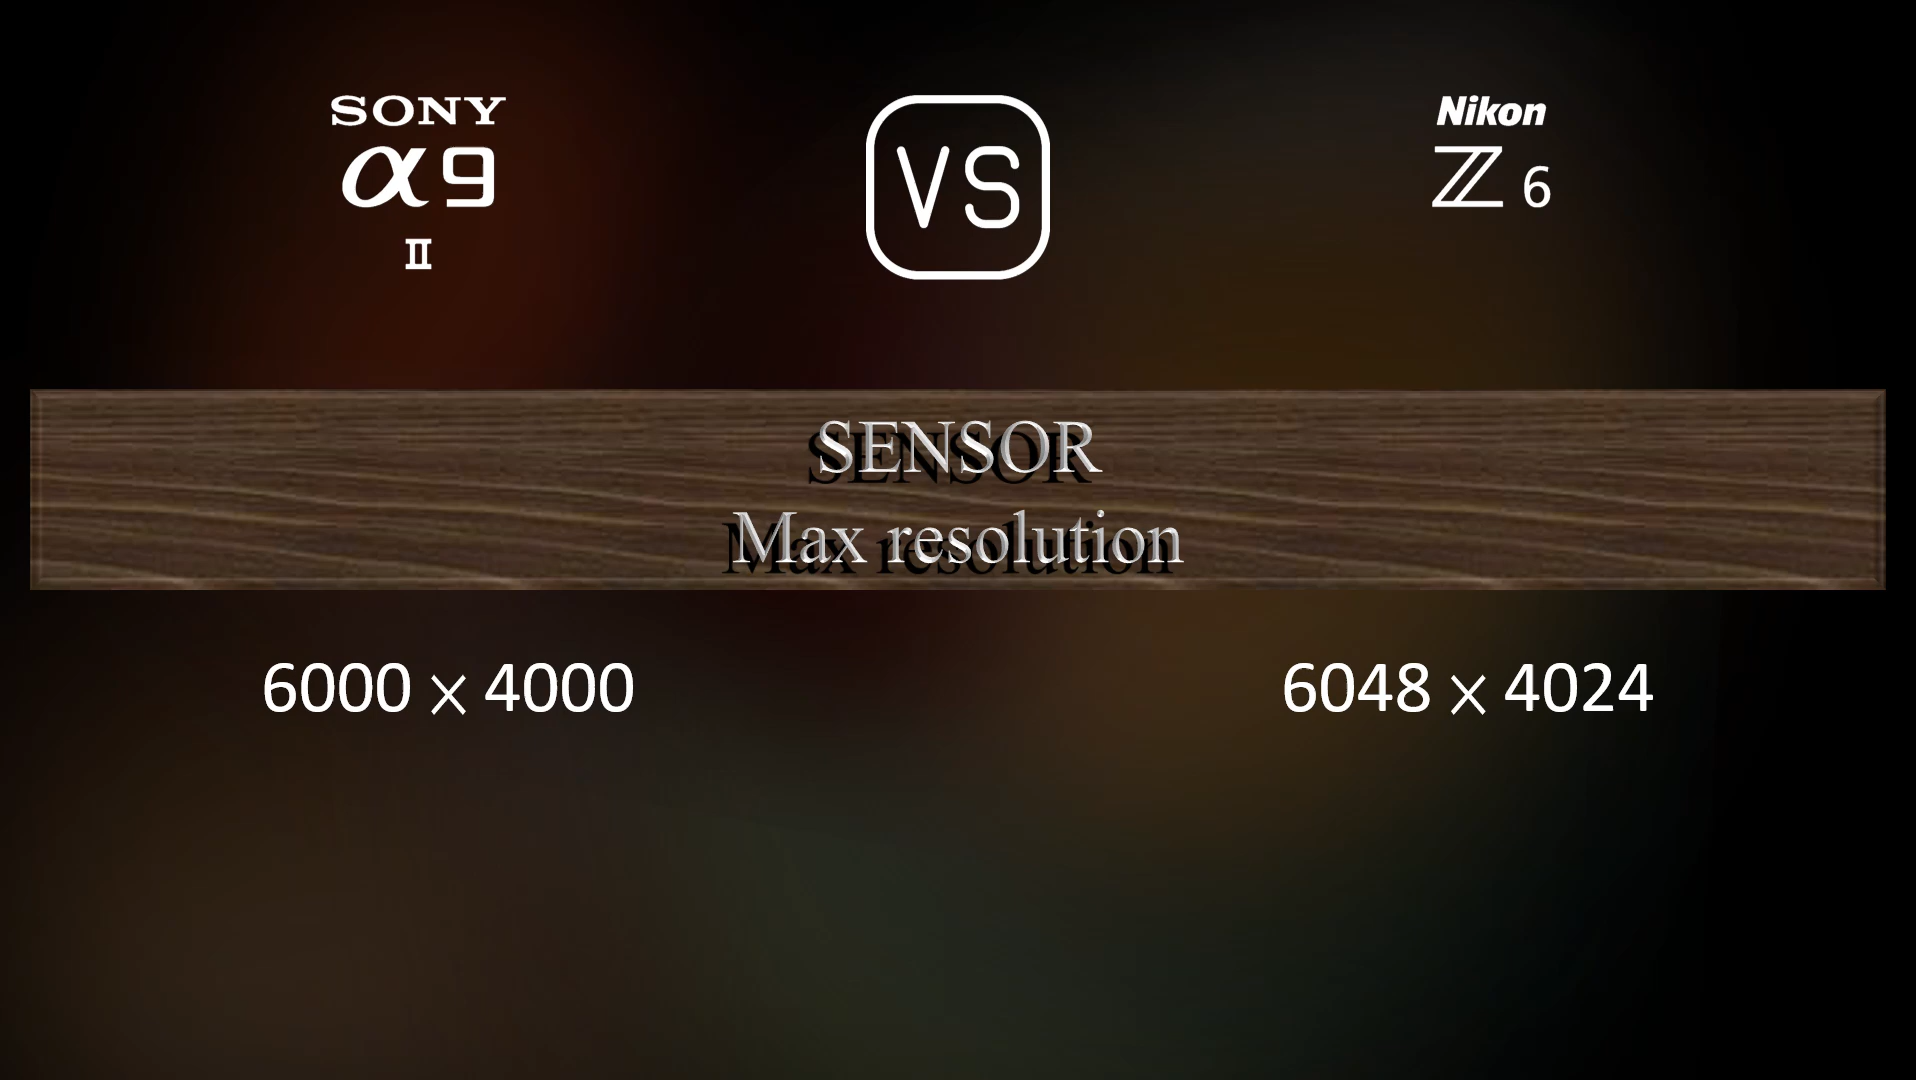 SONY
α9
II
VS
Nikon
Z 6
SENSOR
Max resolution
6000 x 4000
6048 x 4024